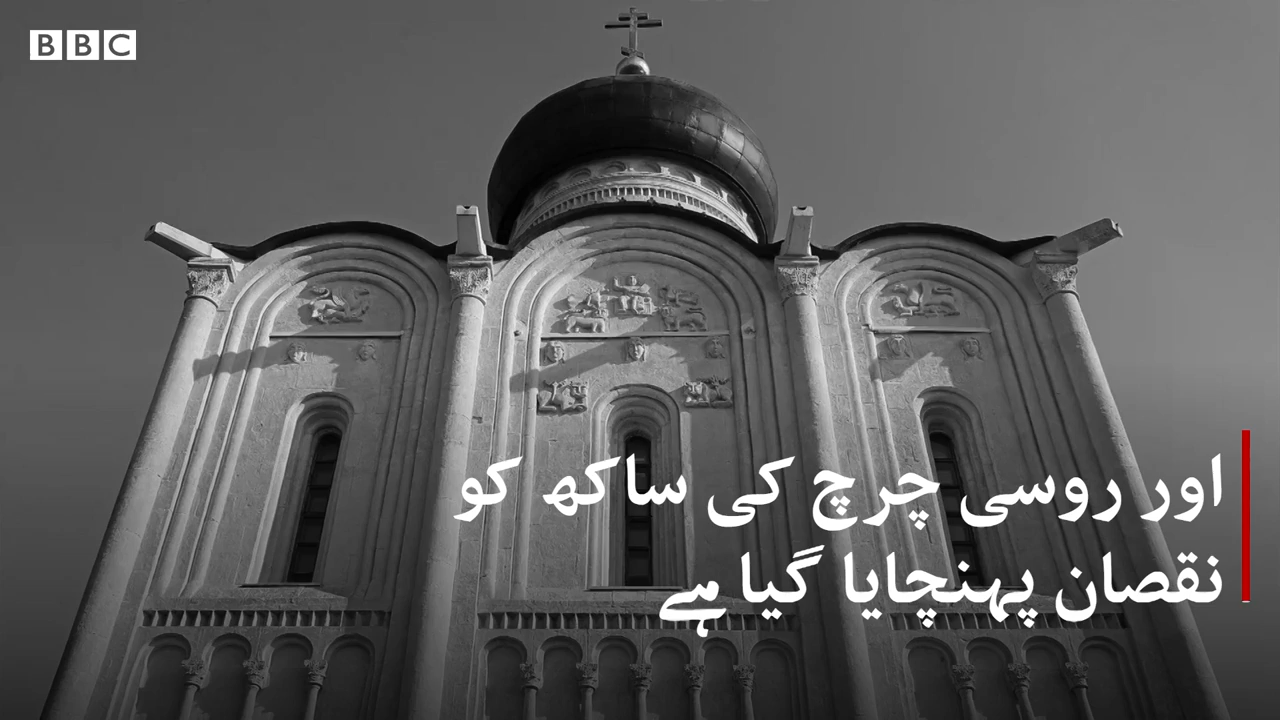 BBC
اور روسی چرچ کی ساکھ کو
نقصان پہنچایا گیا ہے